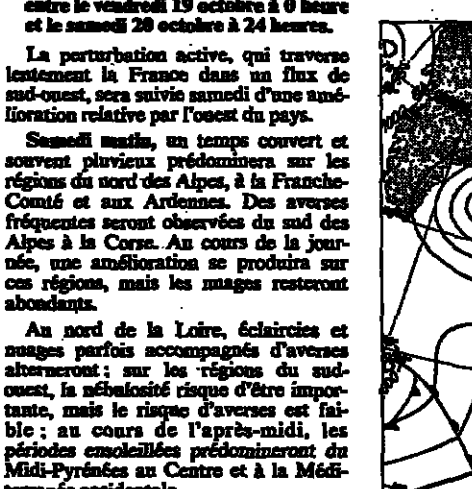 entre le vendredi 19 octobre à 0 heure
et le samedi 20 octobre à 24 heures.
La perturbation active, qui traverse
lentement la France dans un flux de
sud-ouest, sera suivie samedi d'une amé-
lioration relative par l'ouest du pays.
Samedi matin, un temps couvert et
souvent pluvieux prédominera sur les
régions du nord des Alpes, à la Franche-
Comté et aux Ardennes. Des averses
fréquentes seront observées du sud des
Alpes à la Corse. Au cours de la jour-
née, une amélioration se produira sur
ces régions, mais les nuages resteront
abondants.
Au nord de la Loire, éclaircies et
nuages parfois accompagnés d'averses
alterneront ; sur les régions du sud-
ouest, la nébulosité risque d'être impor-
tante, mais le risque d'averses est fai-
ble ; au cours de l'après-midi, les
périodes ensoleillées prédomineront du
Midi-Pyrénées au Centre et à la Médi-
terranée occidentale.